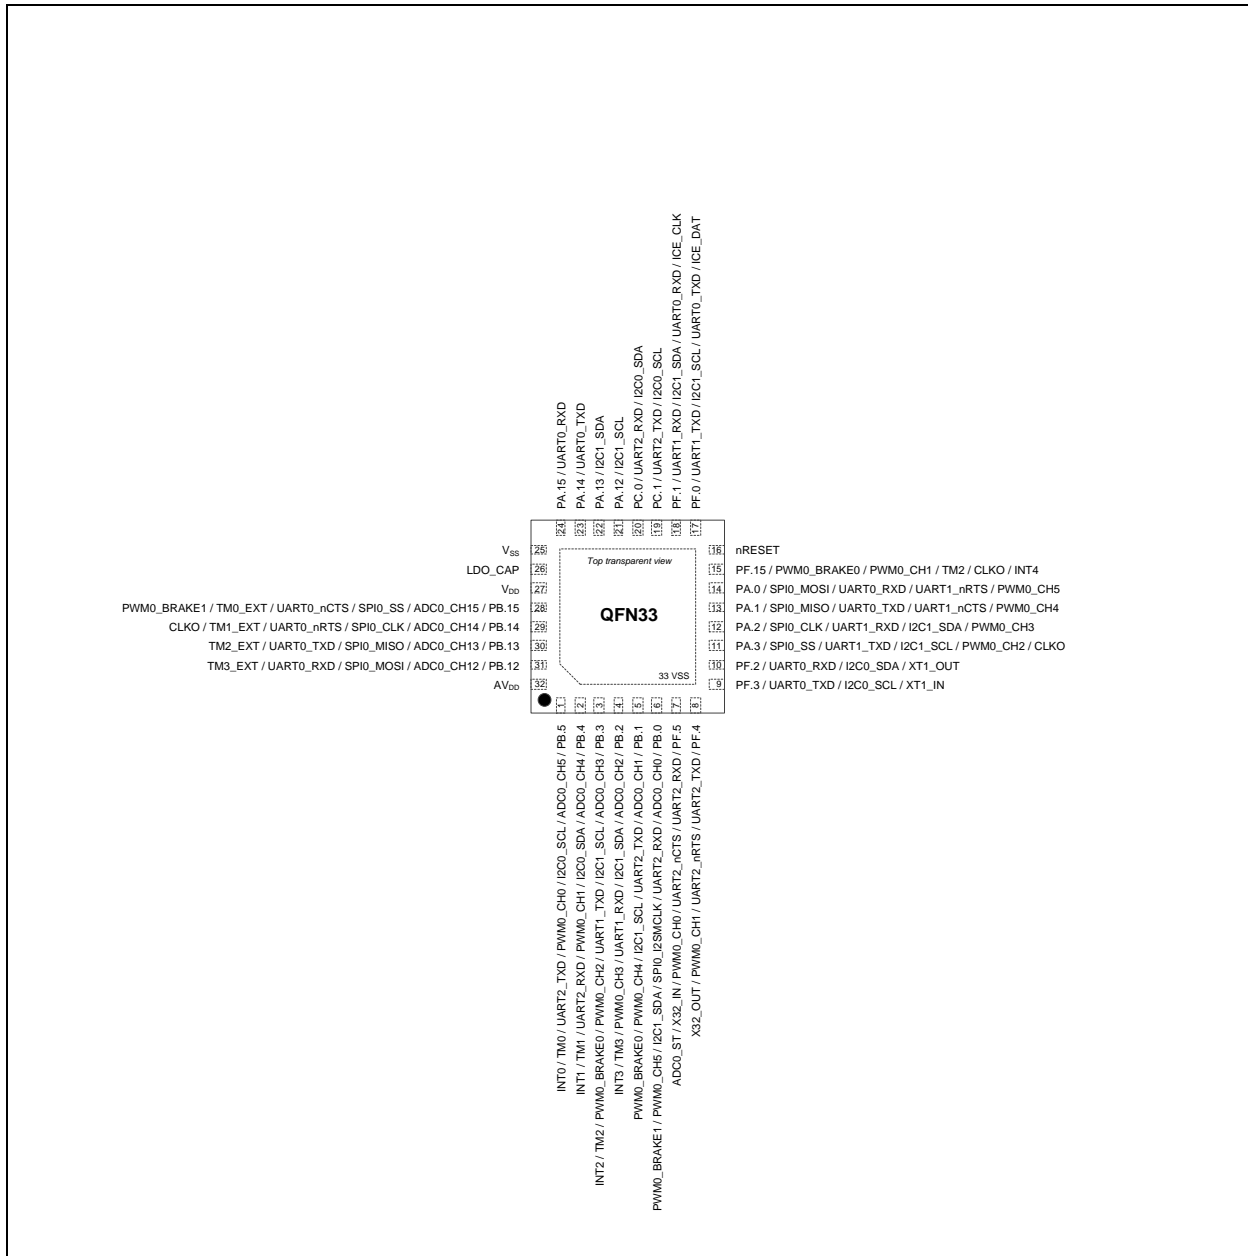 PA.15 / UART0_RXD
PA.14 / UART0_TXD
PA.13 / I2C1_SDA
PA.12 / I2C1_SCL
PC.0 / UART2_RXD / I2C0_SDA
PC.1 / UART2_TXD / I2C0_SCL
PF.1 / UART1_RXD / I2C1_SDA / UART0_RXD / ICE_CLK
PF.0 / UART1_TXD / I2C1_SCL / UART0_TXD / ICE_DAT
24 23 22 21 20 19 18 17
VSS 25
LDO_CAP 26
VDD 27
PWM0_BRAKE1 / TM0_EXT / UART0_nCTS / SPI0_SS / ADC0_CH15 / PB.15 28
CLKO / TM1_EXT / UART0_nRTS / SPI0_CLK / ADC0_CH14 / PB.14 29
TM2_EXT / UART0_TXD / SPI0_MISO / ADC0_CH13 / PB.13 30
TM3_EXT / UART0_RXD / SPI0_MOSI / ADC0_CH12 / PB.12 31
AVDD 32
Top transparent view
QFN33
33 VSS
16 nRESET
15 PF.15 / PWM0_BRAKE0 / PWM0_CH1 / TM2 / CLKO / INT4
14 PA.0 / SPI0_MOSI / UART0_RXD / UART1_nRTS / PWM0_CH5
13 PA.1 / SPI0_MISO / UART0_TXD / UART1_nCTS / PWM0_CH4
12 PA.2 / SPI0_CLK / UART1_RXD / I2C1_SDA / PWM0_CH3
11 PA.3 / SPI0_SS / UART1_TXD / I2C1_SCL / PWM0_CH2 / CLKO
10 PF.2 / UART0_RXD / I2C0_SDA / XT1_OUT
9 PF.3 / UART0_TXD / I2C0_SCL / XT1_IN
1 2 3 4 5 6 7 8
INT0 / TM0 / UART2_TXD / PWM0_CH0 / I2C0_SCL / ADC0_CH5 / PB.5
INT1 / TM1 / UART2_RXD / PWM0_CH1 / I2C0_SDA / ADC0_CH4 / PB.4
INT2 / TM2 / PWM0_BRAKE0 / PWM0_CH2 / UART1_TXD / I2C1_SCL / ADC0_CH3 / PB.3
INT3 / TM3 / PWM0_CH3 / UART1_RXD / I2C1_SDA / ADC0_CH2 / PB.2
PWM0_BRAKE0 / PWM0_CH4 / I2C1_SCL / UART2_TXD / ADC0_CH1 / PB.1
PWM0_BRAKE1 / PWM0_CH5 / I2C1_SDA / SPI0_I2SMCLK / UART2_RXD / ADC0_CH0 / PB.0
ADC0_ST / X32_IN / PWM0_CH0 / UART2_nCTS / UART2_RXD / PF.5
X32_OUT / PWM0_CH1 / UART2_nRTS / UART2_TXD / PF.4